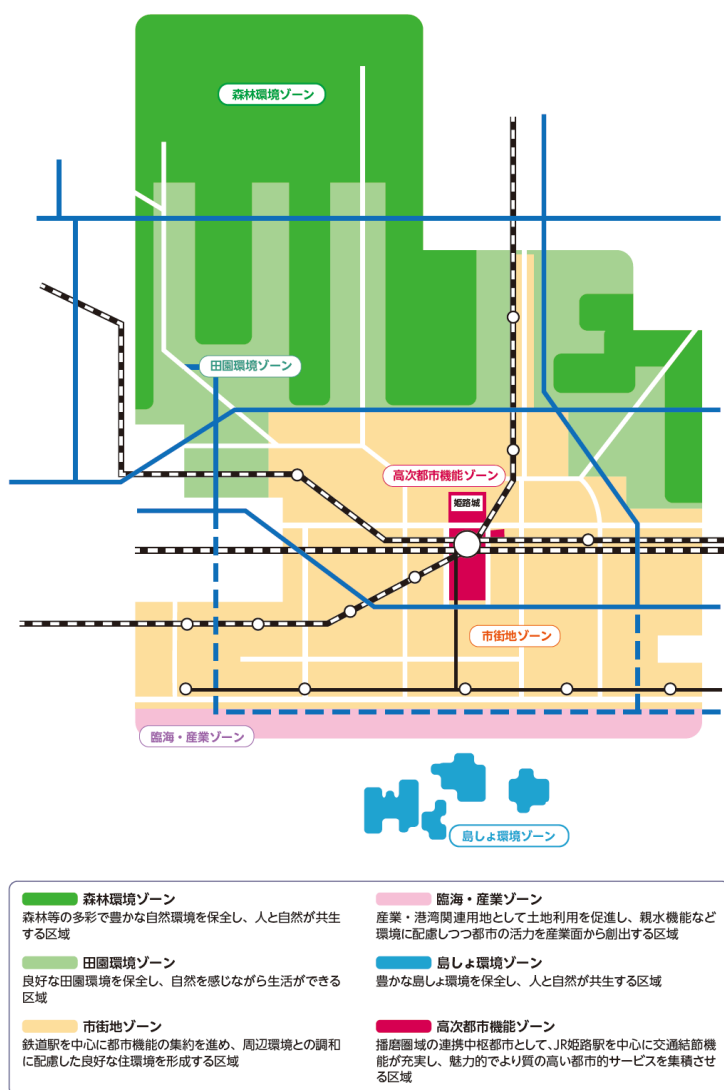 森林環境ゾーン
田園環境ゾーン
高次都市機能ゾーン
姫路城
市街地ゾーン
臨海・産業ゾーン
島しょ環境ゾーン
森林環境ゾーン
森林等の多彩で豊かな自然環境を保全し、人と自然が共生
する区域
田園環境ゾーン
良好な田園環境を保全し、自然を感じながら生活ができる
区域
市街地ゾーン
鉄道駅を中心に都市機能の集約を進め、周辺環境との調和
に配慮した良好な住環境を形成する区域
臨海・産業ゾーン
産業・港湾関連用地として土地利用を促進し、親水機能など
環境に配慮しつつ都市の活力を産業面から創出する区域
島しょ環境ゾーン
豊かな島しょ環境を保全し、人と自然が共生する区域
高次都市機能ゾーン
播磨圏域の連携中枢都市として、JR姫路駅を中心に交通結節機
能が充実し、魅力的でより質の高い都市的サービスを集積させ
る区域